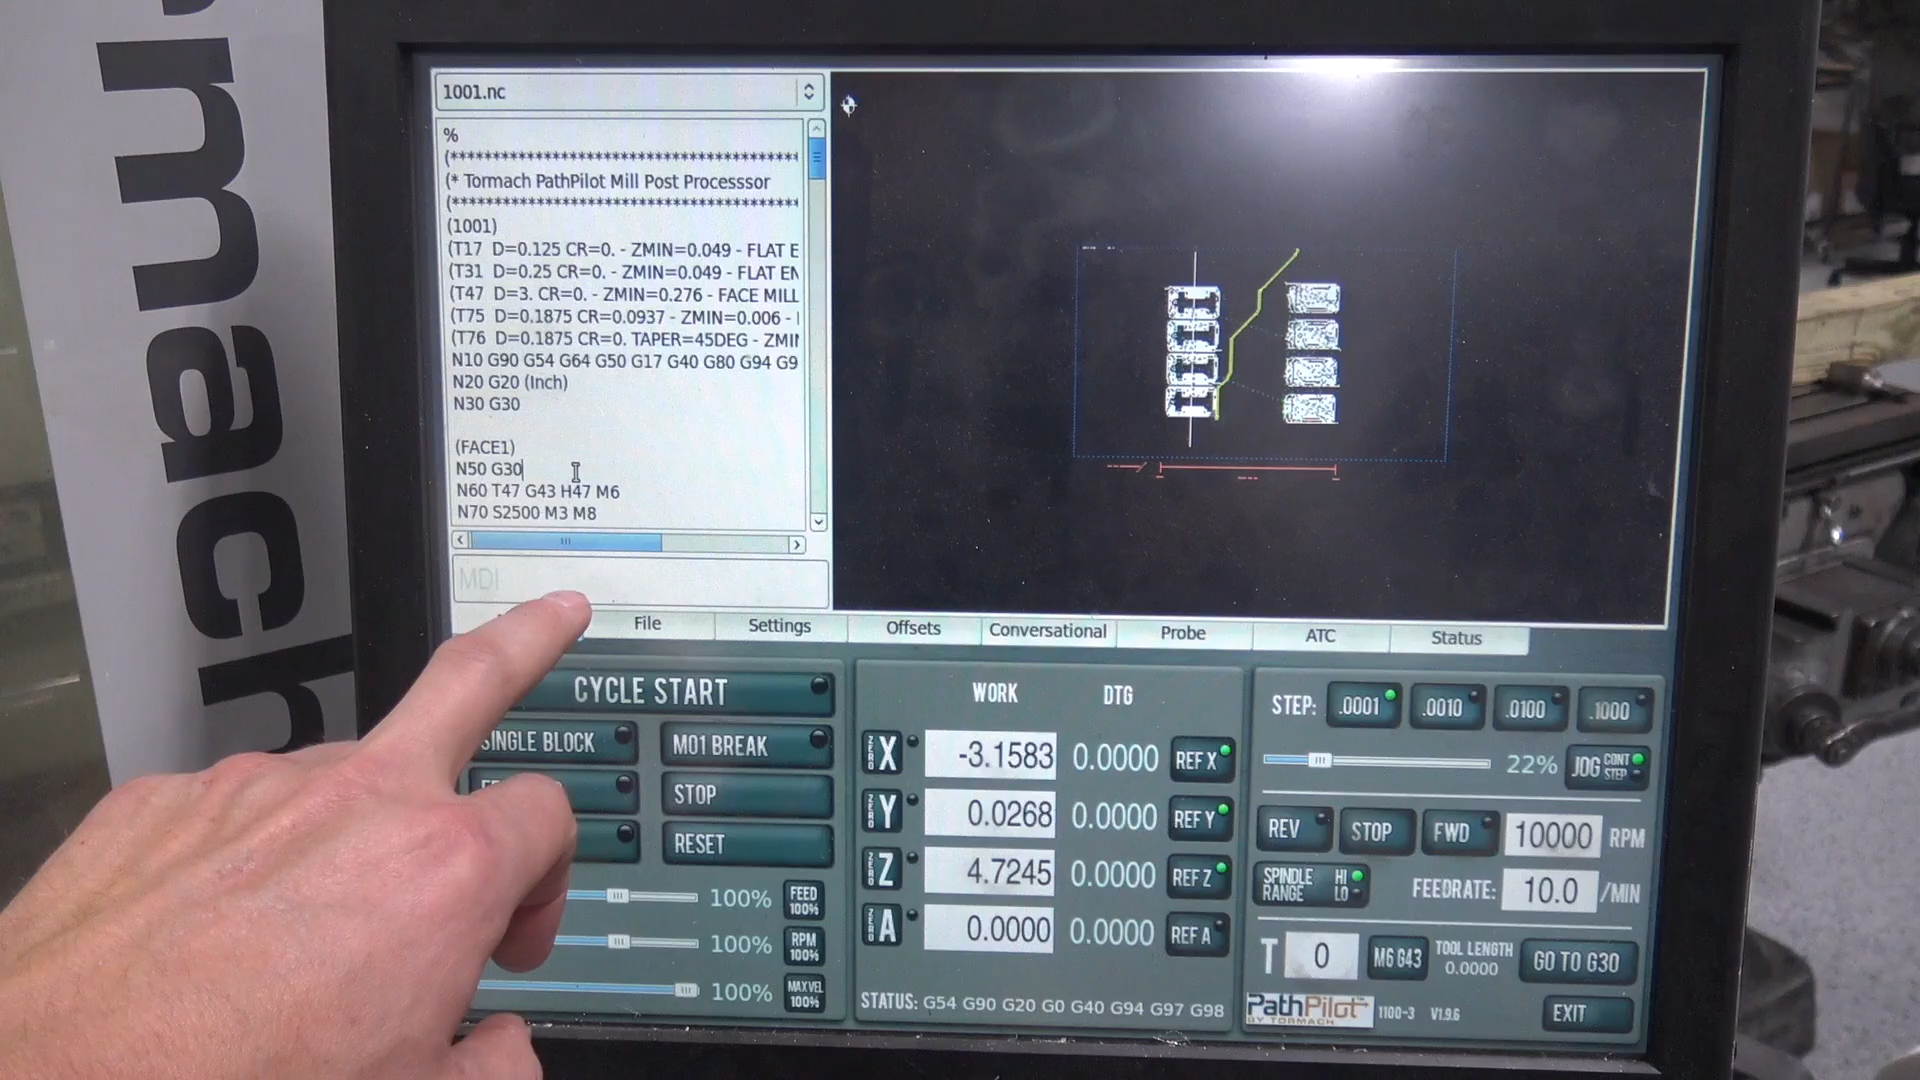 mach
1001.nc
%
(****************************************
(* Tormach PathPilot Mill Post Processsor
(****************************************
(1001)
(T17 D=0.125 CR=0. - ZMIN=0.049 - FLAT E
(T31 D=0.25 CR=0. - ZMIN=0.049 - FLAT EN
(T47 D=3. CR=0. - ZMIN=0.276 - FACE MILL
(T75 D=0.1875 CR=0.0937 - ZMIN=0.006 -
(T76 D=0.1875 CR=0. TAPER=45DEG - ZMI
N10 G90 G54 G64 G50 G17 G40 G80 G94 G9
N20 G20 (Inch)
N30 G30
(FACE1)
N50 G30
N60 T47 G43 H47 M6
N70 S2500 M3 M8
MDI
File Settings Offsets Conversational Probe ATC Status
CYCLE START
SINGLE BLOCK M01 BREAK
STOP
RESET
100% FEED 100%
100% RPM 100%
100% MAXVEL 100%
WORK DTG
ZERO X -3.1583 0.0000 REF X
ZERO Y 0.0268 0.0000 REF Y
ZERO Z 4.7245 0.0000 REF Z
ZERO A 0.0000 0.0000 REF A
STATUS: G54 G90 G20 G0 G40 G94 G97 G98
STEP: .0001 .0010 .0100 .1000
22% JOG CONT STEP
REV STOP FWD 10000 RPM
SPINDLE RANGE HI LO FEEDRATE: 10.0 /MIN
T 0 M6 G43 TOOL LENGTH 0.0000 GO TO G30
PathPilot BY TORMACH 1100-3 V1.9.6 EXIT